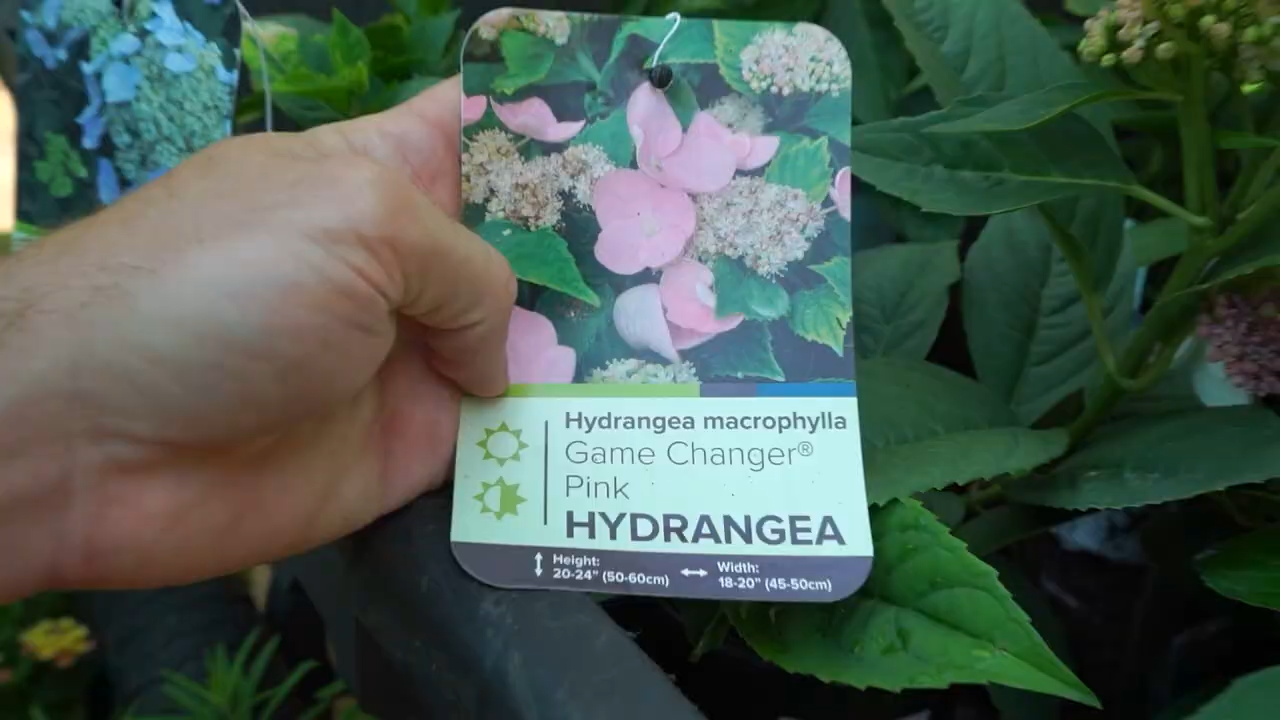 Hydrangea macrophylla
Game Changer®
Pink
HYDRANGEA
Height:
20-24" (50-60cm)
Width:
18-20" (45-50cm)